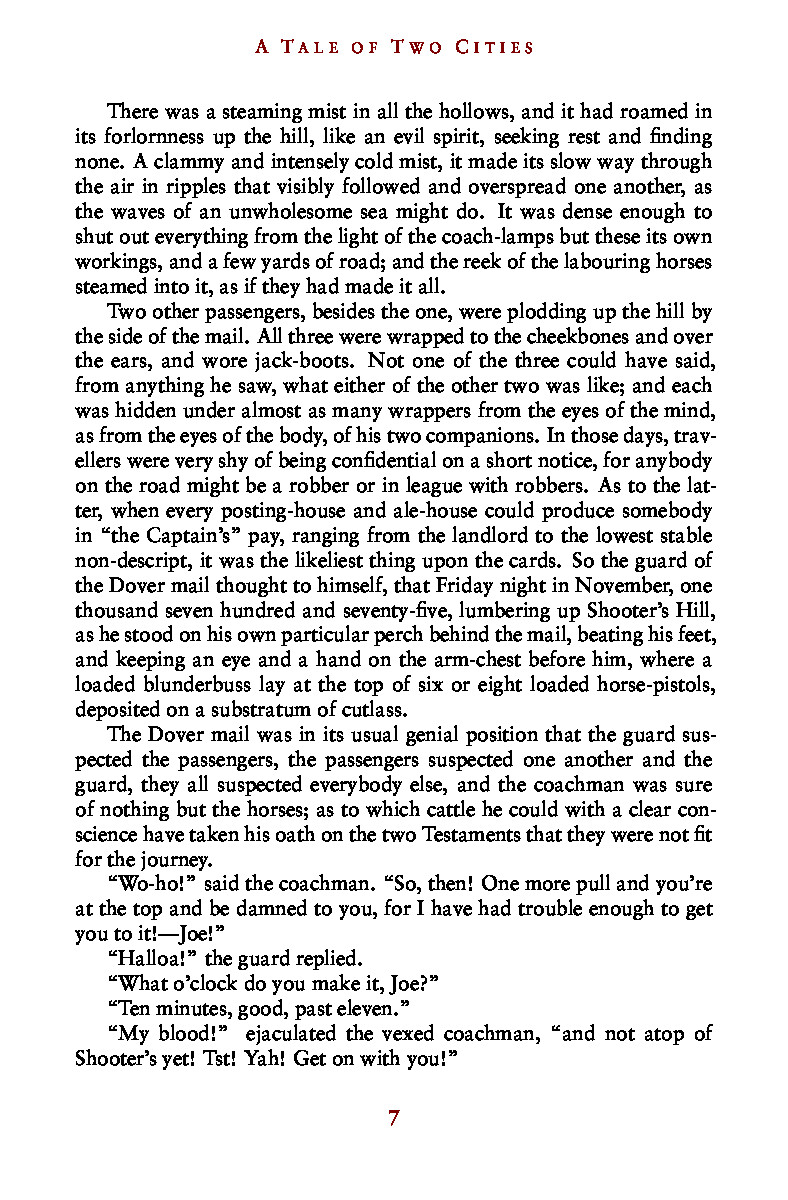 A TALE OF TWO CITIES
There was a steaming mist in all the hollows, and it had roamed in
its forlornness up the hill, like an evil spirit, seeking rest and finding
none. A clammy and intensely cold mist, it made its slow way through
the air in ripples that visibly followed and overspread one another, as
the waves of an unwholesome sea might do. It was dense enough to
shut out everything from the light of the coach-lamps but these its own
workings, and a few yards of road; and the reek of the labouring horses
steamed into it, as if they had made it all.
Two other passengers, besides the one, were plodding up the hill by
the side of the mail. All three were wrapped to the cheekbones and over
the ears, and wore jack-boots. Not one of the three could have said,
from anything he saw, what either of the other two was like; and each
was hidden under almost as many wrappers from the eyes of the mind,
as from the eyes of the body, of his two companions. In those days, trav-
ellers were very shy of being confidential on a short notice, for anybody
on the road might be a robber or in league with robbers. As to the lat-
ter, when every posting-house and ale-house could produce somebody
in “the Captain’s” pay, ranging from the landlord to the lowest stable
non-descript, it was the likeliest thing upon the cards. So the guard of
the Dover mail thought to himself, that Friday night in November, one
thousand seven hundred and seventy-five, lumbering up Shooter’s Hill,
as he stood on his own particular perch behind the mail, beating his feet,
and keeping an eye and a hand on the arm-chest before him, where a
loaded blunderbuss lay at the top of six or eight loaded horse-pistols,
deposited on a substratum of cutlass.
The Dover mail was in its usual genial position that the guard sus-
pected the passengers, the passengers suspected one another and the
guard, they all suspected everybody else, and the coachman was sure
of nothing but the horses; as to which cattle he could with a clear con-
science have taken his oath on the two Testaments that they were not fit
for the journey.
“Wo-ho!” said the coachman. “So, then! One more pull and you’re
at the top and be damned to you, for I have had trouble enough to get
you to it!—Joe!”
“Halloa!” the guard replied.
“What o’clock do you make it, Joe?”
“Ten minutes, good, past eleven.”
“My blood!” ejaculated the vexed coachman, “and not atop of
Shooter’s yet! Tst! Yah! Get on with you!”
7